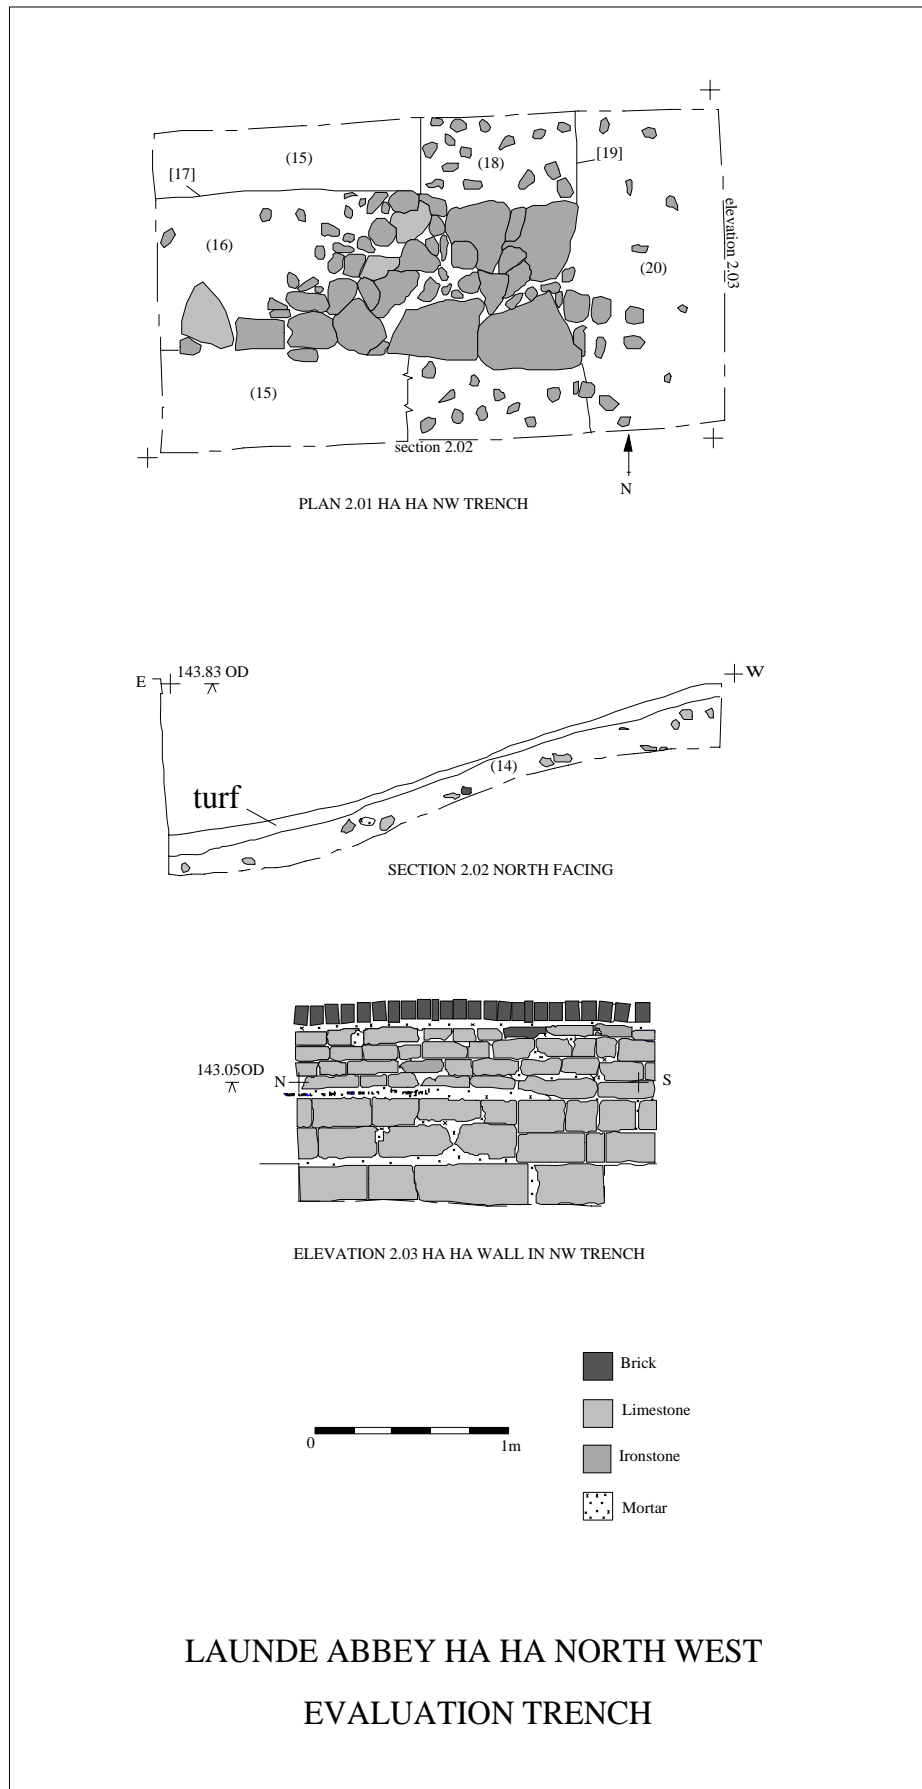 (15)
(18)
[19]
[17]
elevation 2.03
(16)
(20)
(15)
section 2.02
N
PLAN 2.01 HA HA NW TRENCH
E
143.83 OD
W
(14)
turf
SECTION 2.02 NORTH FACING
143.05OD
N
S
ELEVATION 2.03 HA HA WALL IN NW TRENCH
Brick
Limestone
0
1m
Ironstone
Mortar
LAUNDE ABBEY HA HA NORTH WEST
EVALUATION TRENCH